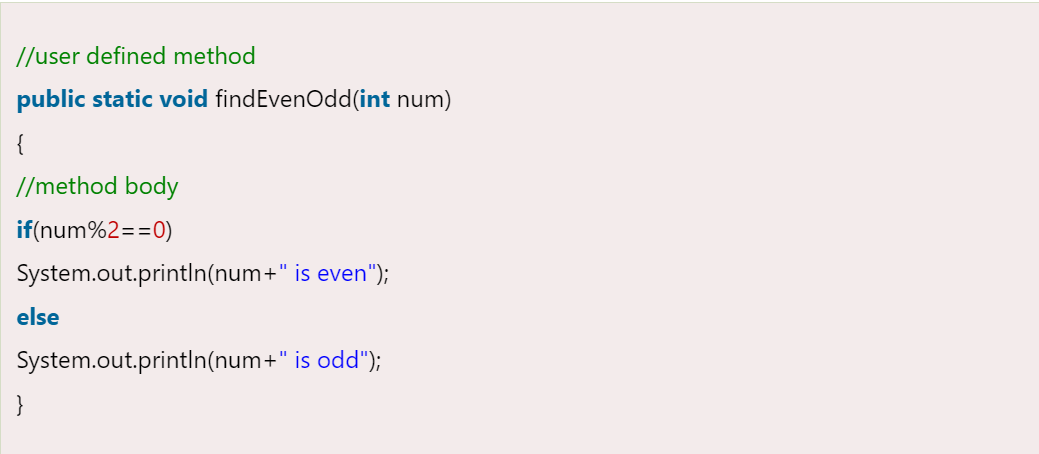 //user defined method
public static void findEvenOdd(int num)
{
//method body
if(num%2==0)
System.out.println(num+" is even");
else
System.out.println(num+" is odd");
}